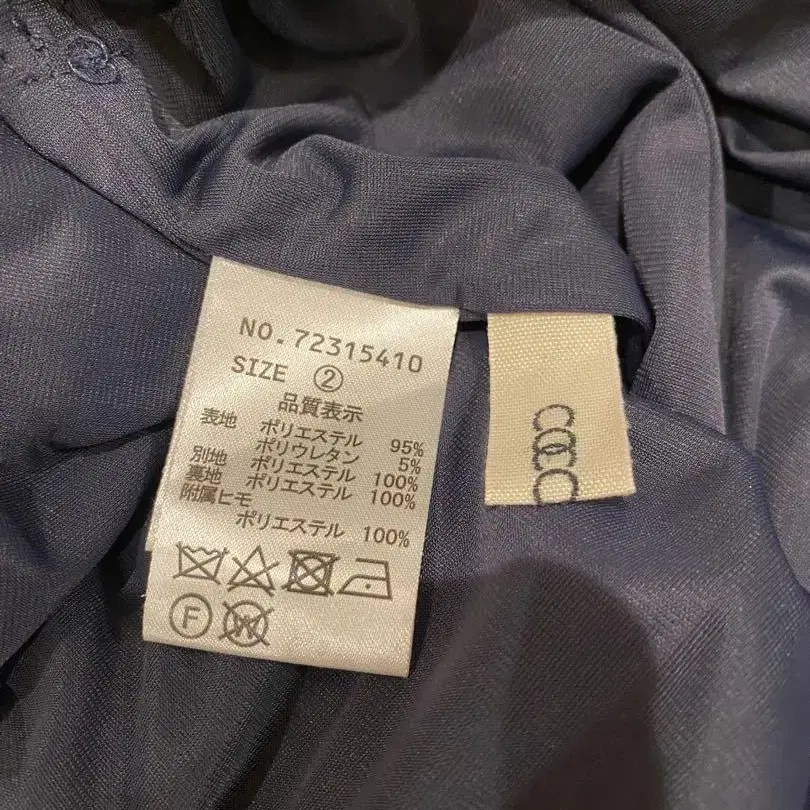 NO.72315410
SIZE ②
品質表示
表地 ポリエステル 95%
ポリウレタン 5%
別地 ポリエステル 100%
裏地 ポリエステル 100%
附属ヒモ
ポリエステル 100%
F
W